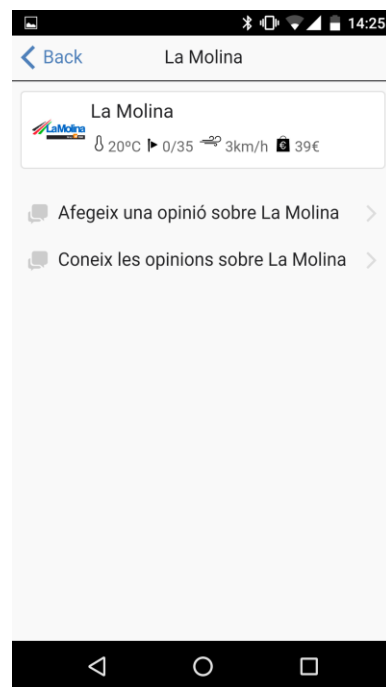 14:25
Back
La Molina
La Molina
LaMolina
20ºC 0/35 3km/h 39€
Afegeix una opinió sobre La Molina
Coneix les opinions sobre La Molina